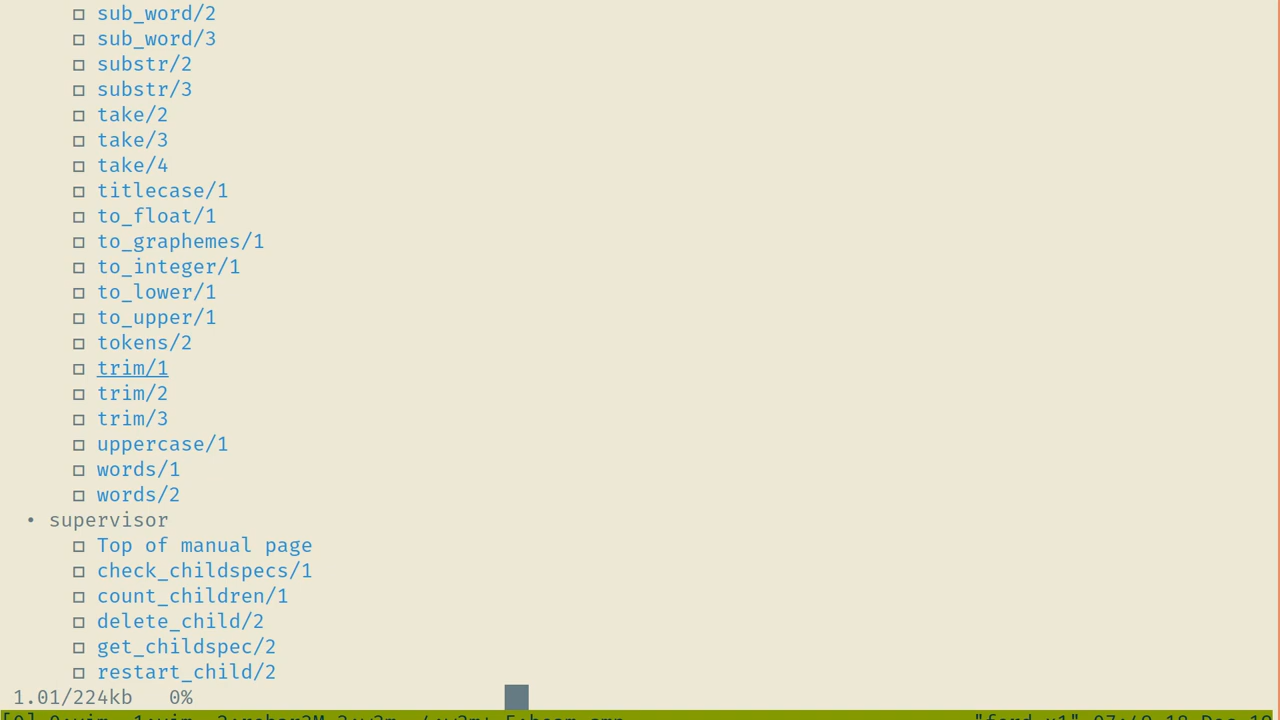 □ sub_word/2
□ sub_word/3
□ substr/2
□ substr/3
□ take/2
□ take/3
□ take/4
□ titlecase/1
□ to_float/1
□ to_graphemes/1
□ to_integer/1
□ to_lower/1
□ to_upper/1
□ tokens/2
□ trim/1
□ trim/2
□ trim/3
□ uppercase/1
□ words/1
□ words/2
• supervisor
□ Top of manual page
□ check_childspecs/1
□ count_children/1
□ delete_child/2
□ get_childspec/2
□ restart_child/2
1.01/224kb 0%